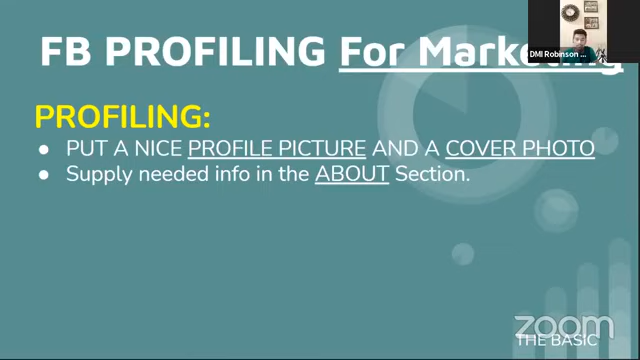 FB PROFILING For Marketing
DMI Robinson ...
PROFILING:
● PUT A NICE PROFILE PICTURE AND A COVER PHOTO
● Supply needed info in the ABOUT Section.
zoom
THE BASIC